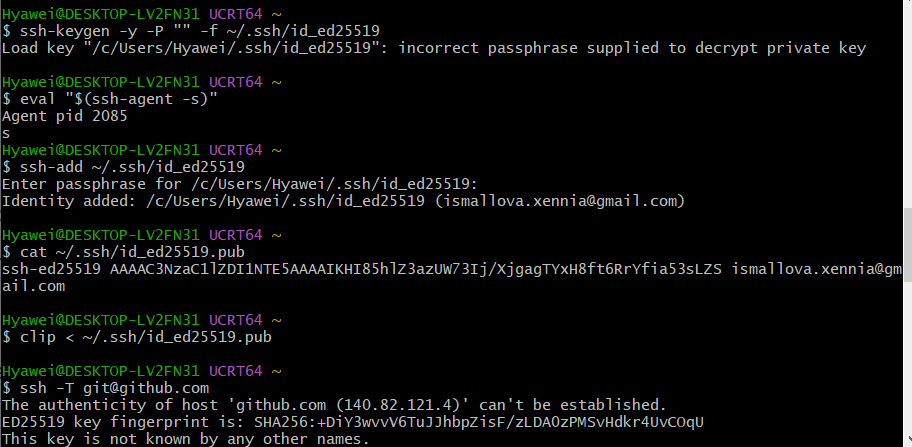 Hyawei@DESKTOP-LV2FN31 UCRT64 ~
$ ssh-keygen -y -P "" -f ~/.ssh/id_ed25519
Load key "/c/Users/Hyawei/.ssh/id_ed25519": incorrect passphrase supplied to decrypt private key
Hyawei@DESKTOP-LV2FN31 UCRT64 ~
$ eval "$(ssh-agent -s)"
Agent pid 2085
s
Hyawei@DESKTOP-LV2FN31 UCRT64 ~
$ ssh-add ~/.ssh/id_ed25519
Enter passphrase for /c/Users/Hyawei/.ssh/id_ed25519:
Identity added: /c/Users/Hyawei/.ssh/id_ed25519 (ismallova.xennia@gmail.com)
Hyawei@DESKTOP-LV2FN31 UCRT64 ~
$ cat ~/.ssh/id_ed25519.pub
ssh-ed25519 AAAAC3NzaC1lZDI1NTE5AAAAIKHI85hlZ3azUW73Ij/XjgagTYxH8ft6RrYfia53sLZS ismallova.xennia@gm
ail.com
Hyawei@DESKTOP-LV2FN31 UCRT64 ~
$ clip < ~/.ssh/id_ed25519.pub
Hyawei@DESKTOP-LV2FN31 UCRT64 ~
$ ssh -T git@github.com
The authenticity of host 'github.com (140.82.121.4)' can't be established.
ED25519 key fingerprint is: SHA256:+DiY3wvvV6TuJJhbpZisF/zLDA0zPMSvHdkr4UvCOqU
This key is not known by any other names.